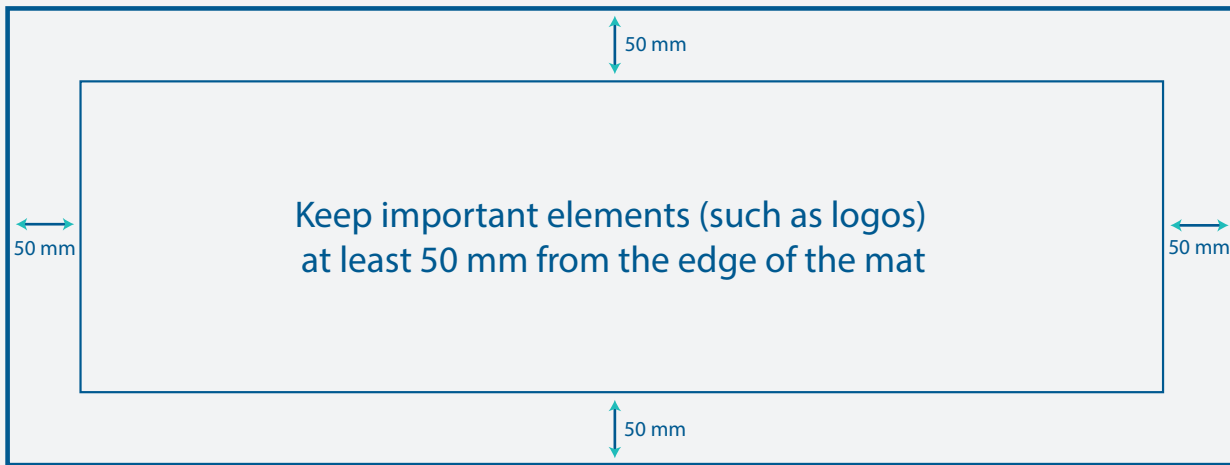 50 mm
Keep important elements (such as logos)
at least 50 mm from the edge of the mat
50 mm
50 mm
50 mm